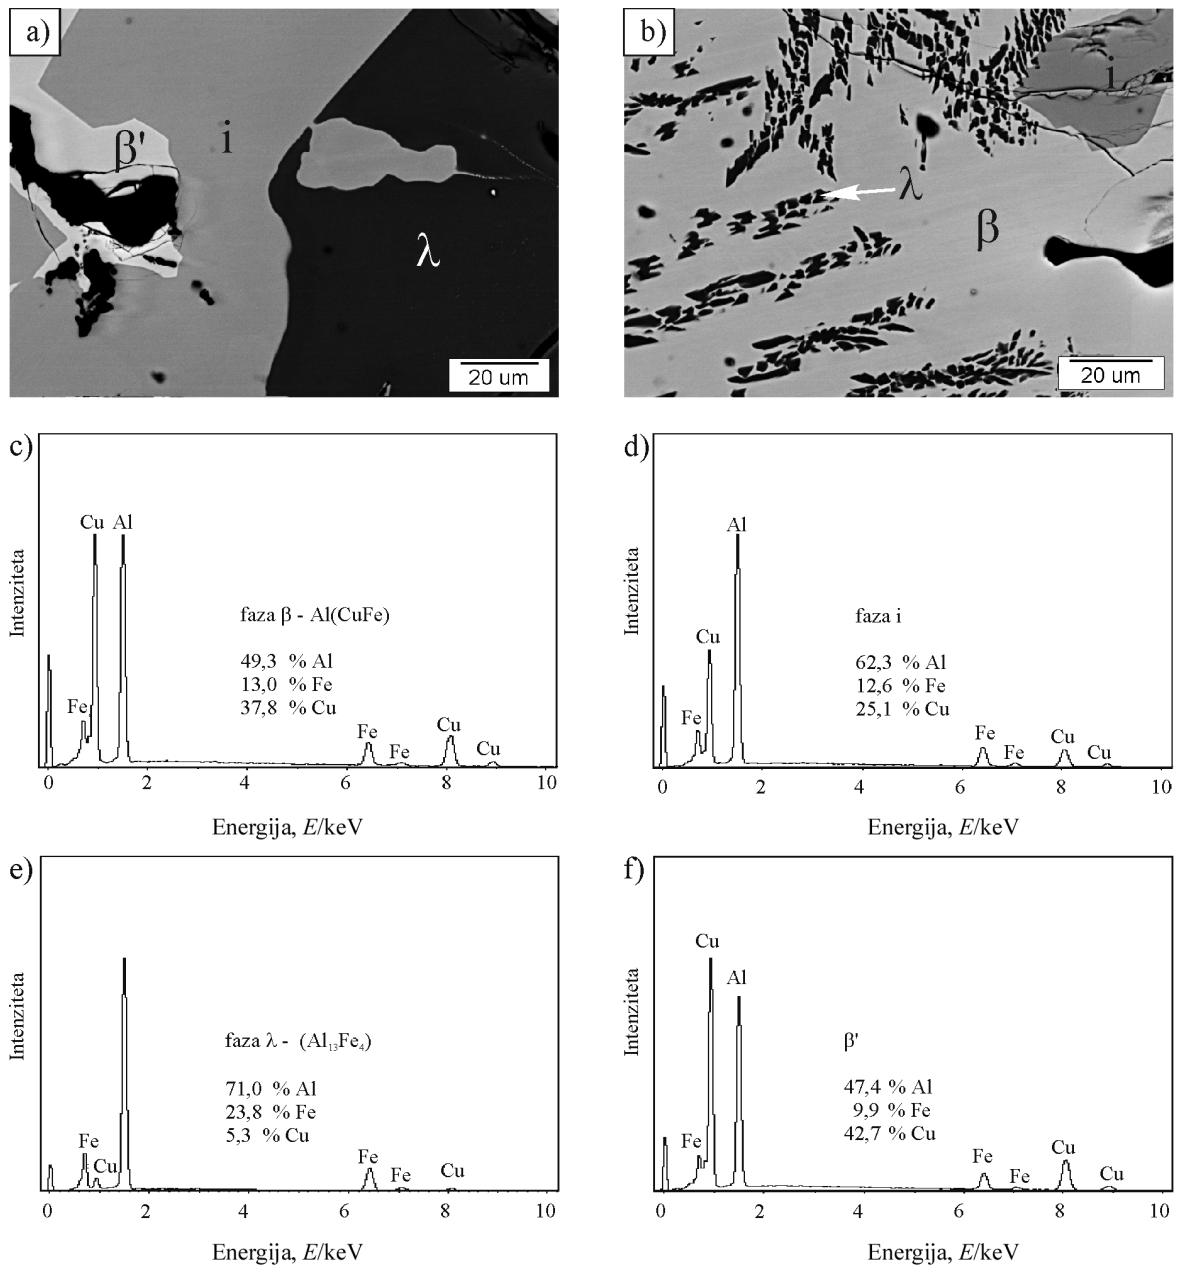 a)
β'
i
λ
20 um
b)
i
λ
β
20 um
c)
Intenziteta
Cu Al
Fe
faza β - Al(CuFe)
49,3 % Al
13,0 % Fe
37,8 % Cu
Fe
Fe
Cu
Cu
0 2 4 6 8 10
Energija, E/keV
d)
Intenziteta
Al
Cu
Fe
faza i
62,3 % Al
12,6 % Fe
25,1 % Cu
Fe
Fe
Cu
Cu
0 2 4 6 8 10
Energija, E/keV
e)
Intenziteta
Fe
Cu
faza λ - (Al₁₃Fe₄)
71,0 % Al
23,8 % Fe
5,3 % Cu
Fe
Fe
Cu
0 2 4 6 8 10
Energija, E/keV
f)
Intenziteta
Cu
Al
Fe
β'
47,4 % Al
9,9 % Fe
42,7 % Cu
Fe
Fe
Cu
Cu
0 2 4 6 8 10
Energija, E/keV